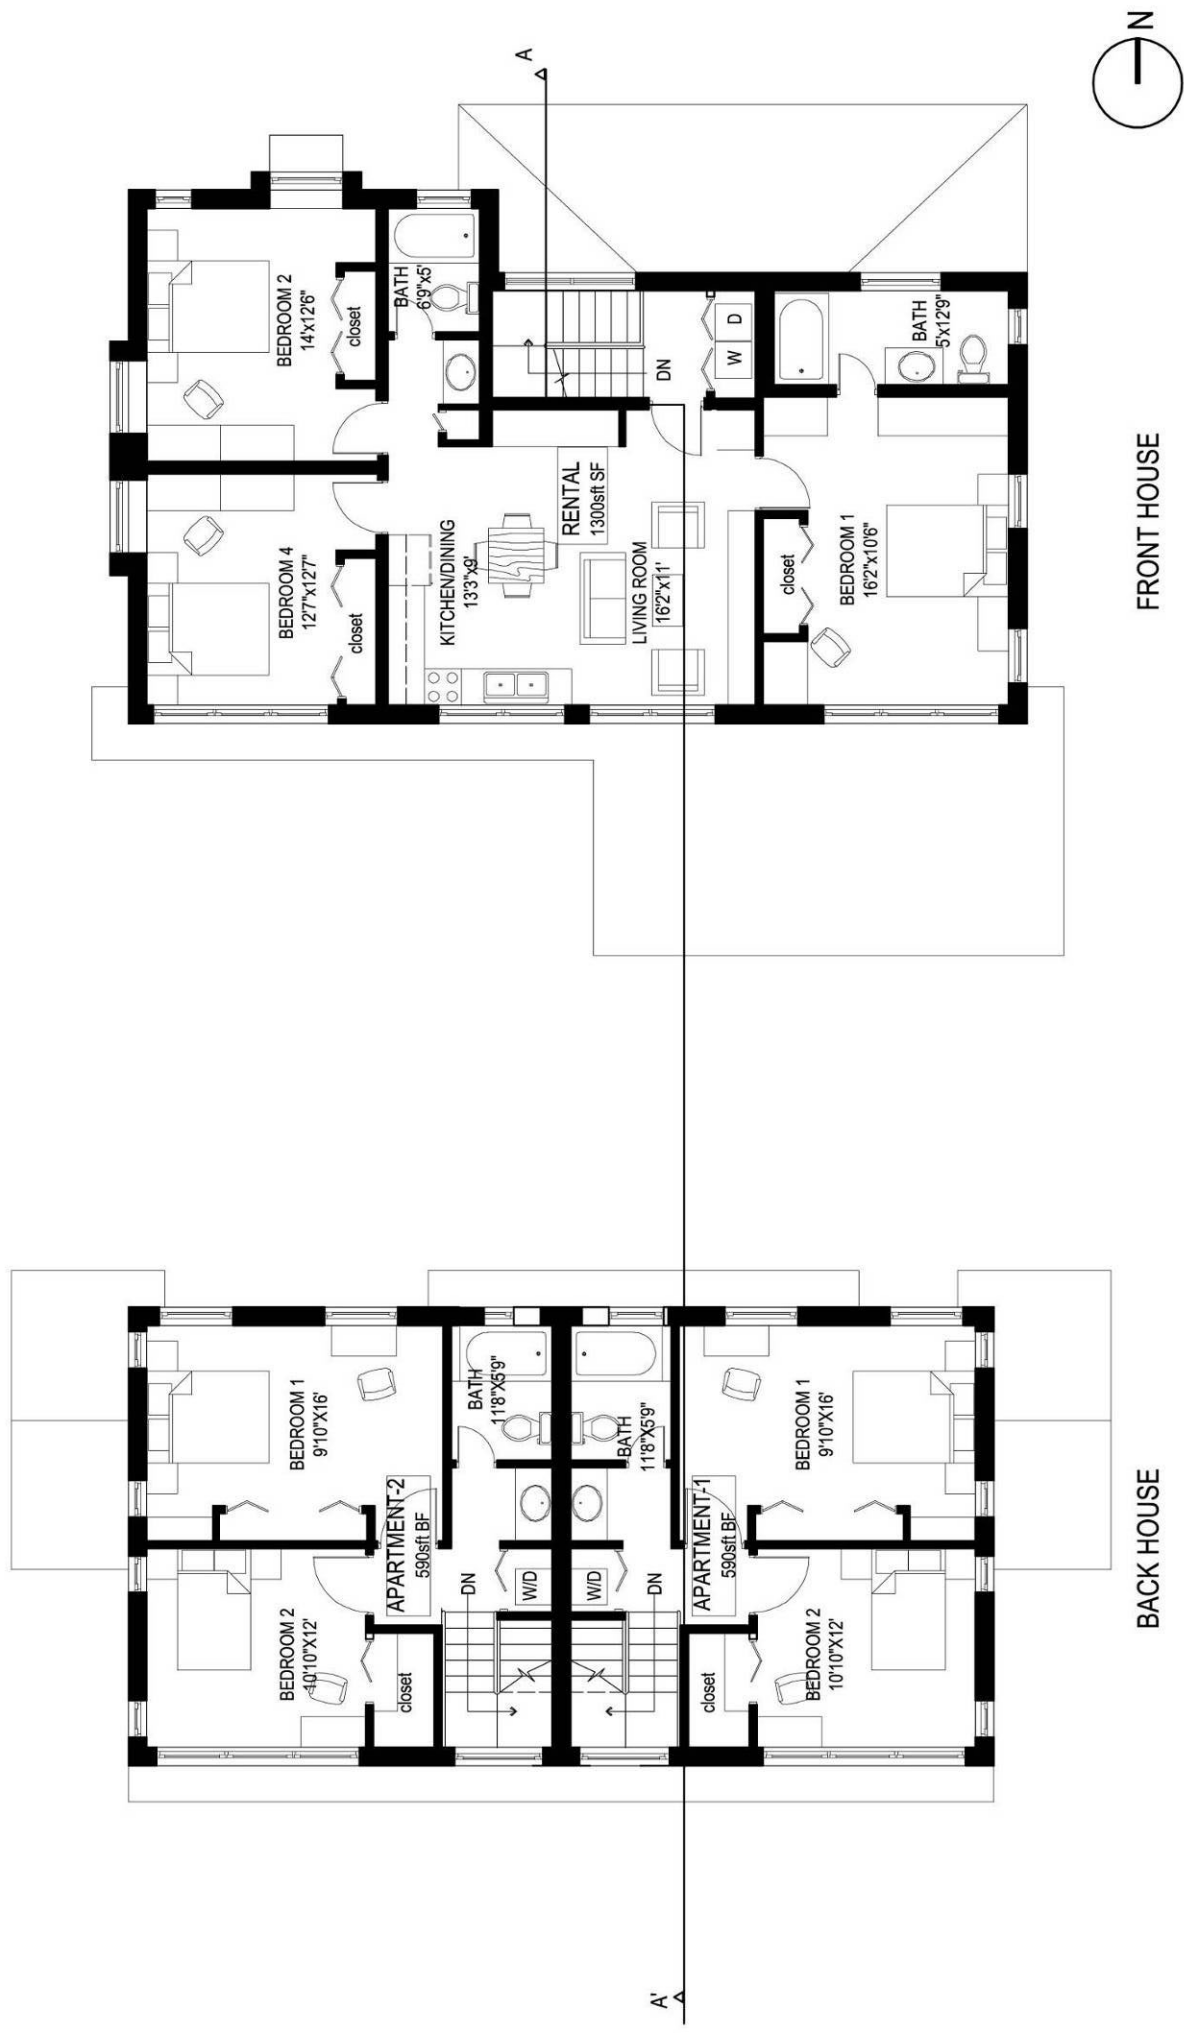 N
A
BEDROOM 2
14'x12'6"
closet
BATH
6'9"x5'
DN
W
D
BATH
5'x12'9"
BEDROOM 4
12'7"x12'7"
closet
KITCHEN/DINING
13'3"x9'
RENTAL
1300sft SF
LIVING ROOM
16'2"x11'
closet
BEDROOM 1
16'2"x10'6"
FRONT HOUSE
BEDROOM 1
9'10"X16'
BATH
11'8"X5'9"
BATH
11'8"X5'9"
BEDROOM 1
9'10"X16'
APARTMENT-2
590sft BF
DN
W/D
W/D
DN
APARTMENT-1
590sft BF
BEDROOM 2
10'10"X12'
closet
closet
BEDROOM 2
10'10"X12'
BACK HOUSE
A'